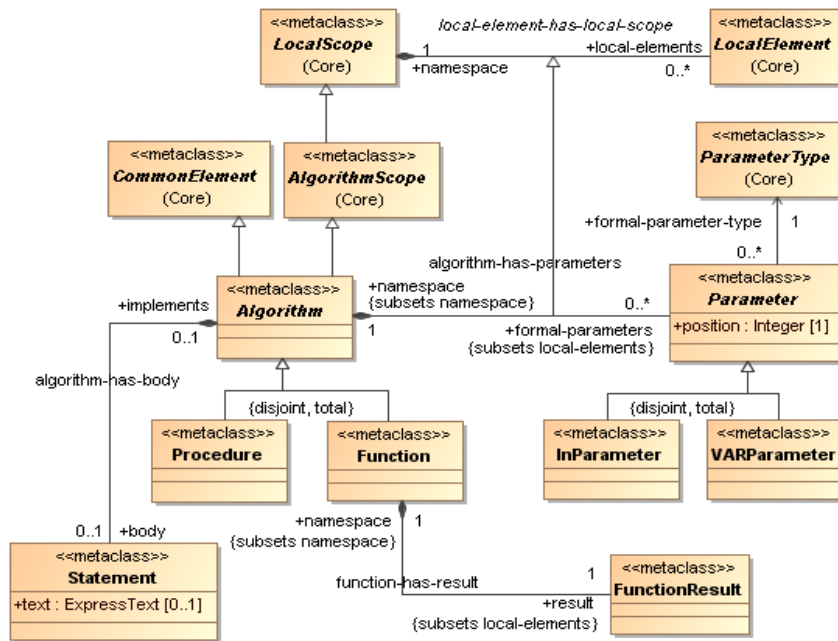 <<metaclass>>
LocalScope
(Core)
local-element-has-local-scope
1
+local-elements
+namespace
0..*
<<metaclass>>
LocalElement
(Core)
<<metaclass>>
CommonElement
(Core)
<<metaclass>>
AlgorithmScope
(Core)
<<metaclass>>
ParameterType
(Core)
+formal-parameter-type
1
0..*
algorithm-has-parameters
<<metaclass>>
Algorithm
+namespace
{subsets namespace}
1
0..*
+formal-parameters
{subsets local-elements}
<<metaclass>>
Parameter
+position : Integer [1]
+implements
0..1
algorithm-has-body
{disjoint, total}
{disjoint, total}
<<metaclass>>
Procedure
<<metaclass>>
Function
<<metaclass>>
InParameter
<<metaclass>>
VARParameter
+namespace
1
{subsets namespace}
0..1
+body
<<metaclass>>
Statement
+text : ExpressText [0..1]
function-has-result
1
+result
{subsets local-elements}
<<metaclass>>
FunctionResult